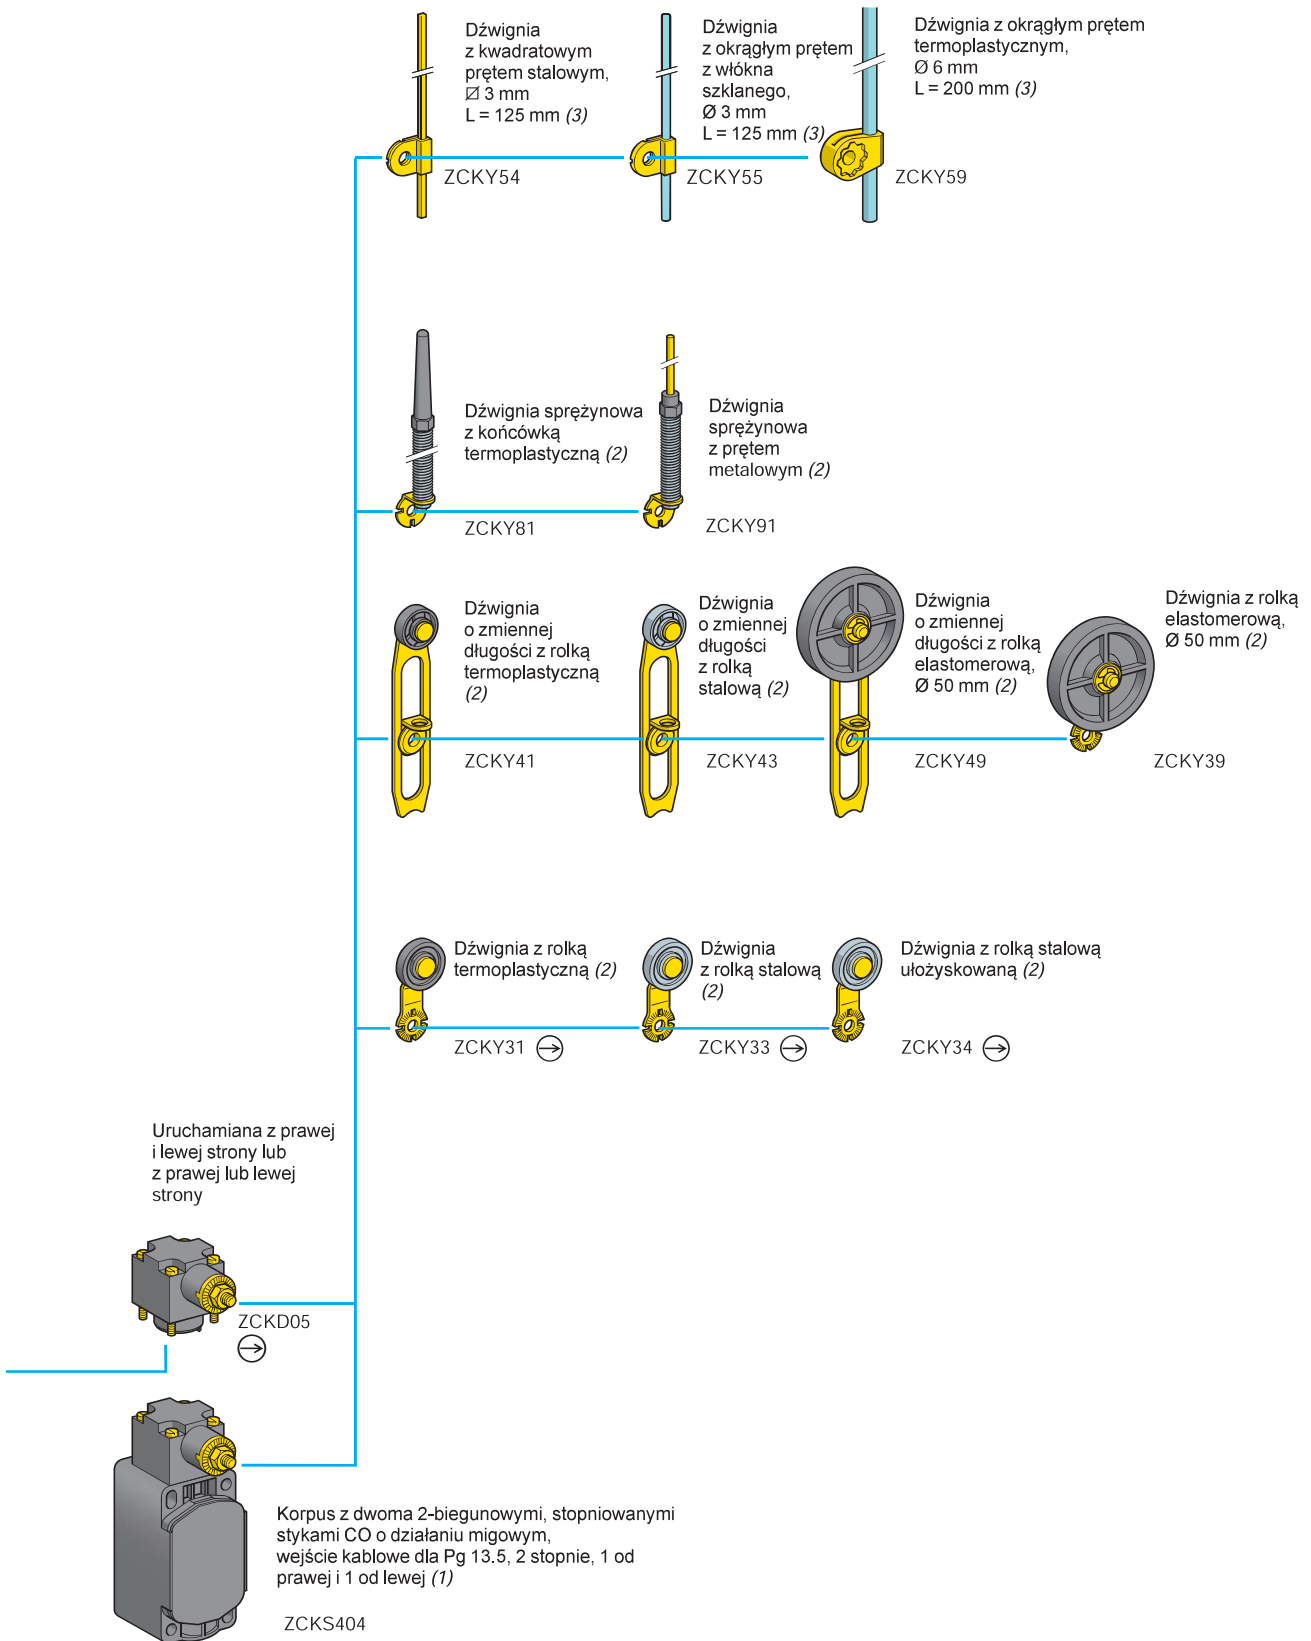 Dźwignia
z kwadratowym
prętem stalowym,
⍁ 3 mm
L = 125 mm (3)
ZCKY54
Dźwignia
z okrągłym prętem
z włókna
szklanego,
Ø 3 mm
L = 125 mm (3)
ZCKY55
Dźwignia z okrągłym prętem
termoplastycznym,
Ø 6 mm
L = 200 mm (3)
ZCKY59
Dźwignia sprężynowa
z końcówką
termoplastyczną (2)
ZCKY81
Dźwignia
sprężynowa
z prętem
metalowym (2)
ZCKY91
Dźwignia
o zmiennej
długości z rolką
termoplastyczną
(2)
ZCKY41
Dźwignia
o zmiennej
długości
z rolką
stalową (2)
ZCKY43
Dźwignia
o zmiennej
długości z rolką
elastomerową,
Ø 50 mm (2)
ZCKY49
Dźwignia z rolką
elastomerową,
Ø 50 mm (2)
ZCKY39
Dźwignia z rolką
termoplastyczną (2)
ZCKY31
Dźwignia
z rolką stalową
(2)
ZCKY33
Dźwignia z rolką stalową
ułożyskowaną (2)
ZCKY34
Uruchamiana z prawej
i lewej strony lub
z prawej lub lewej
strony
ZCKD05
Korpus z dwoma 2-biegunowymi, stopniowanymi
stykami CO o działaniu migowym,
wejście kablowe dla Pg 13.5, 2 stopnie, 1 od
prawej i 1 od lewej (1)
ZCKS404